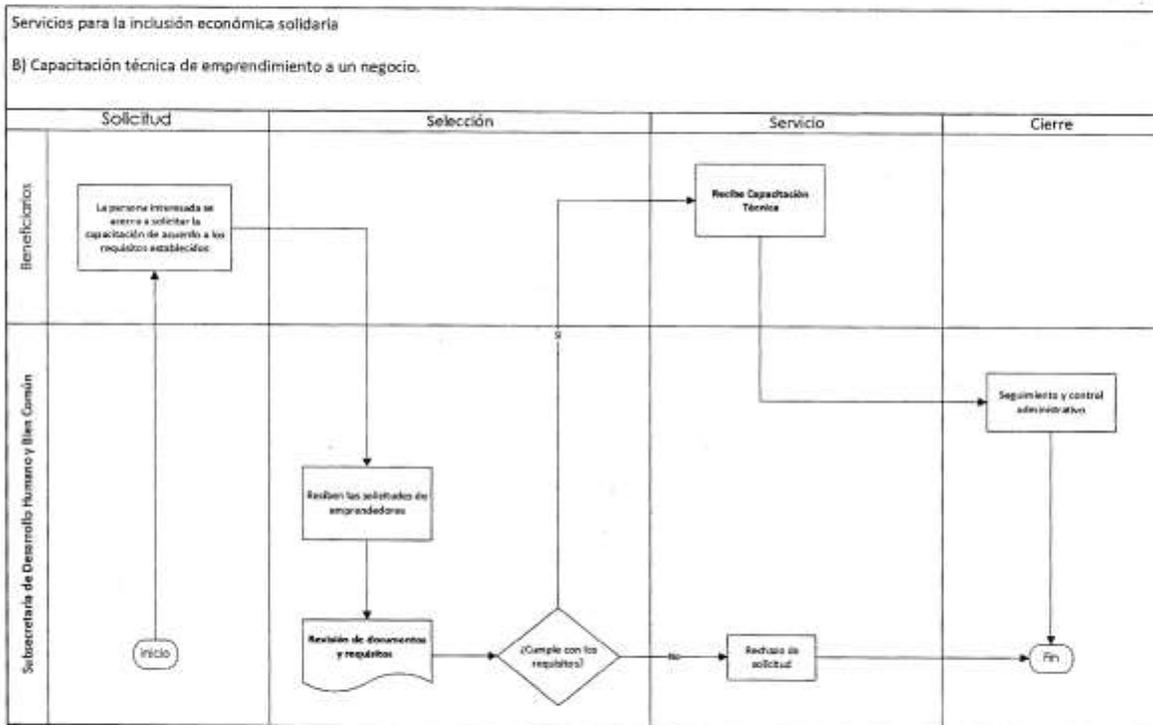 Servicios para la inclusión económica solidaria
B) Capacitación técnica de emprendimiento a un negocio.
Solicitud
Selección
Servicio
Cierre
Beneficiarios
La persona interesada se
acerca a solicitar la
capacitación de acuerdo a los
requisitos establecidos
Recibe Capacitación
Técnica
Subsecretaría de Desarrollo Humano y Bien Común
Seguimiento y control
administrativo
Reciben las solicitudes de
emprendedores
Revisión de documentos
y requisitos
¿Cumple con los
requisitos?
No
Rechazo de
solicitud
inicio
Fin